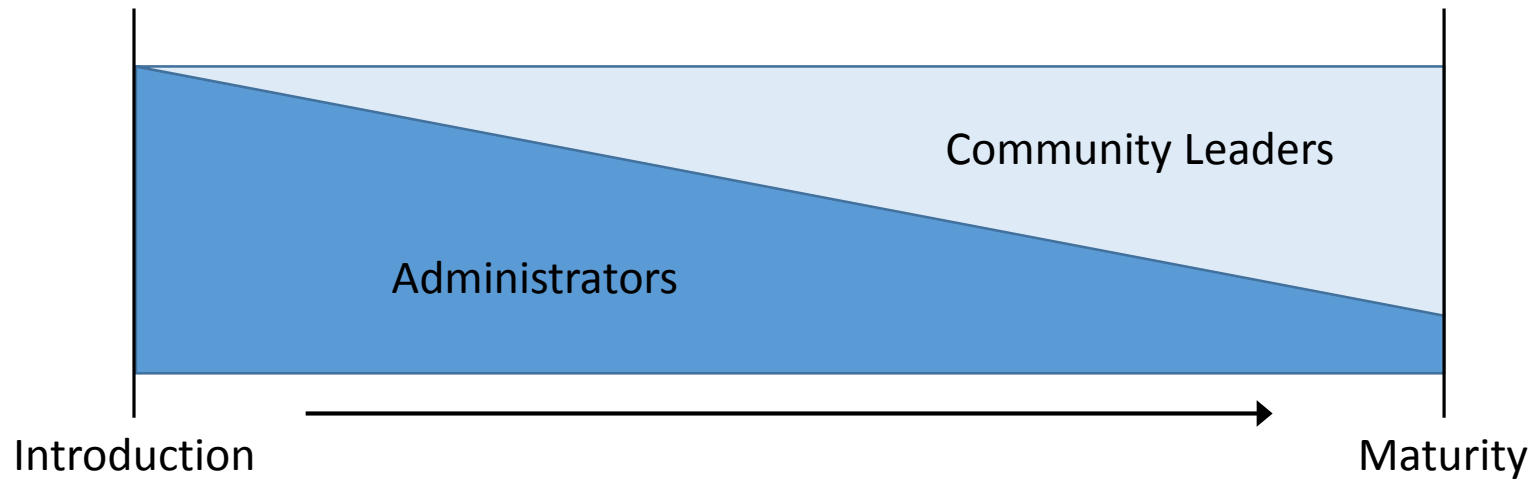 Community Leaders
Administrators
Introduction
Maturity